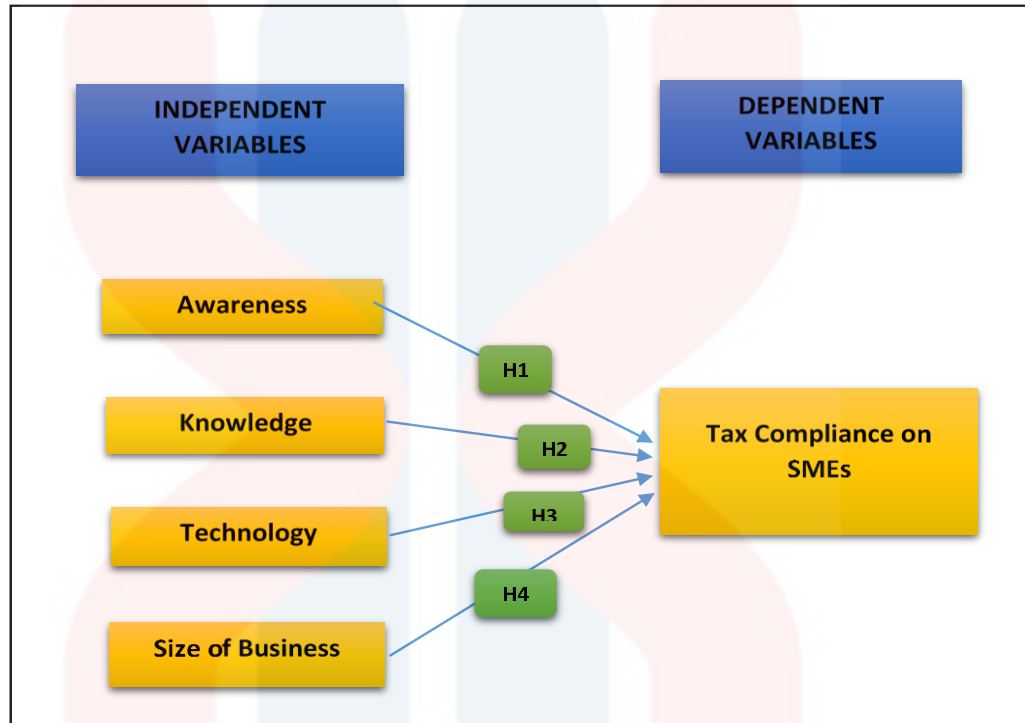 INDEPENDENT
VARIABLES
DEPENDENT
VARIABLES
Awareness
H1
Knowledge
H2
Tax Compliance on
SMEs
Technology
H3
H4
Size of Business